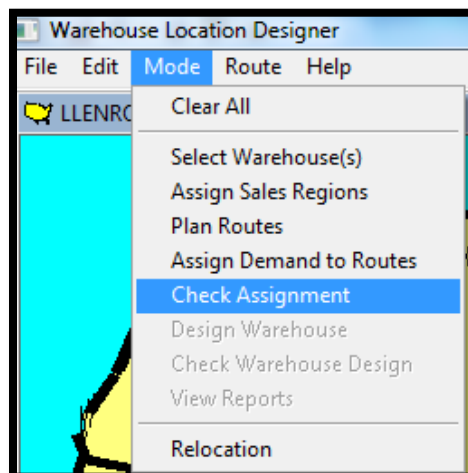 Warehouse Location Designer
File Edit Mode Route Help
LLENRO
Clear All
Select Warehouse(s)
Assign Sales Regions
Plan Routes
Assign Demand to Routes
Check Assignment
Design Warehouse
Check Warehouse Design
View Reports
Relocation